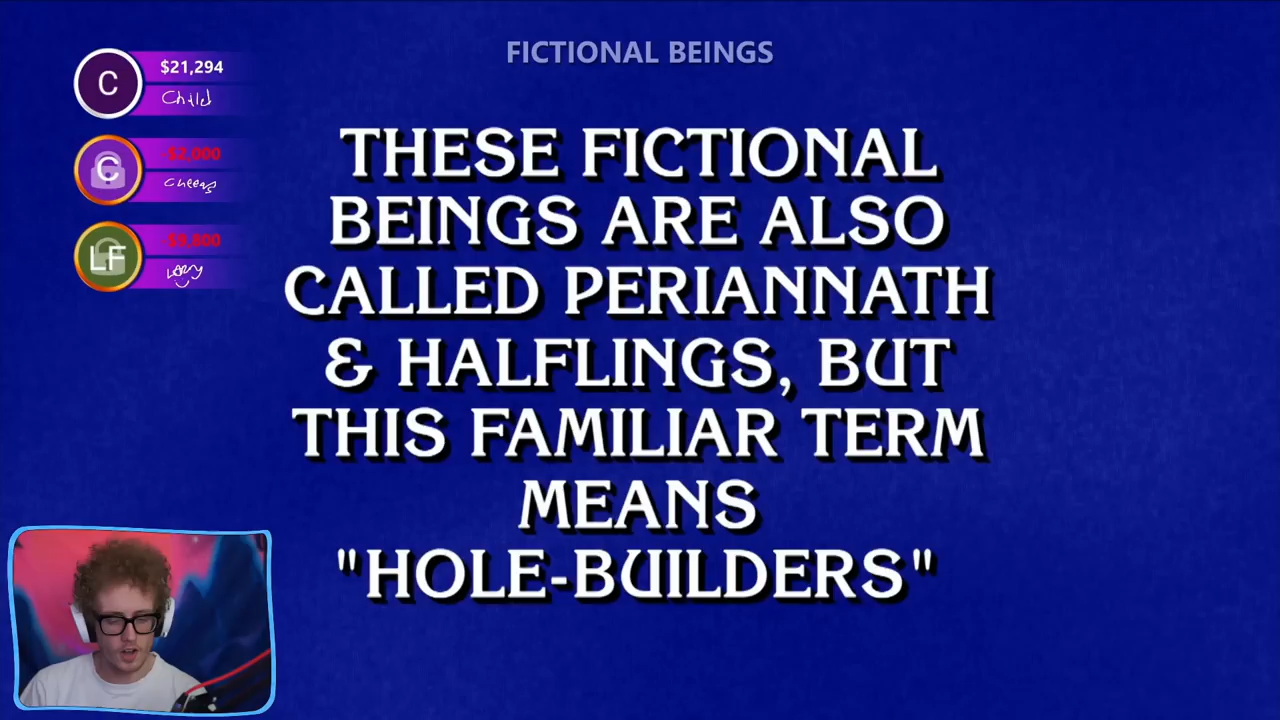 FICTIONAL BEINGS
C
$21,294
Child
C
-$2,000
Cheers
LF
-$9,800
THESE FICTIONAL
BEINGS ARE ALSO
CALLED PERIANNATH
& HALFLINGS, BUT
THIS FAMILIAR TERM
MEANS
"HOLE-BUILDERS"